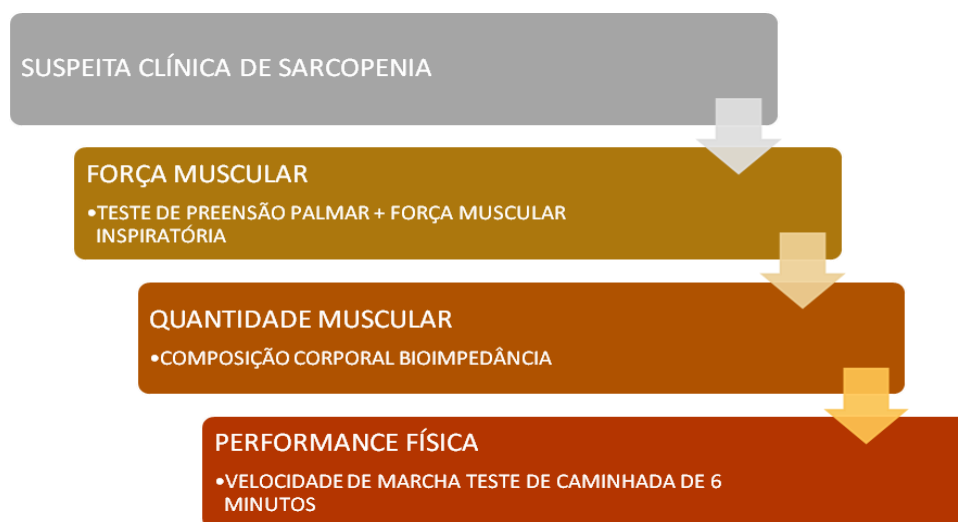 SUSPEITA CLÍNICA DE SARCOPENIA
FORÇA MUSCULAR
•TESTE DE PREENSÃO PALMAR + FORÇA MUSCULAR
INSPIRATÓRIA
QUANTIDADE MUSCULAR
•COMPOSIÇÃO CORPORAL BIOIMPEDÂNCIA
PERFORMANCE FÍSICA
•VELOCIDADE DE MARCHA TESTE DE CAMINHADA DE 6
MINUTOS